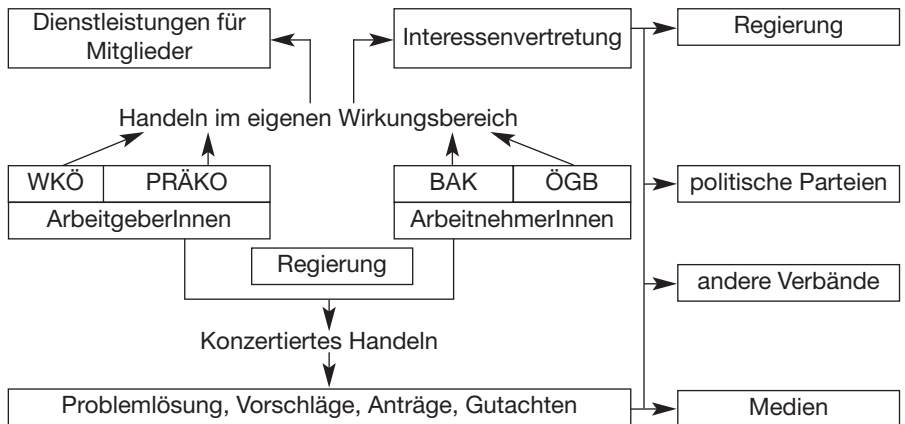 Dienstleistungen für
Mitglieder
Interessenvertretung
Regierung
Handeln im eigenen Wirkungsbereich
WKÖ
PRÄKO
BAK
ÖGB
politische Parteien
ArbeitgeberInnen
ArbeitnehmerInnen
Regierung
andere Verbände
Konzertiertes Handeln
Problemlösung, Vorschläge, Anträge, Gutachten
Medien